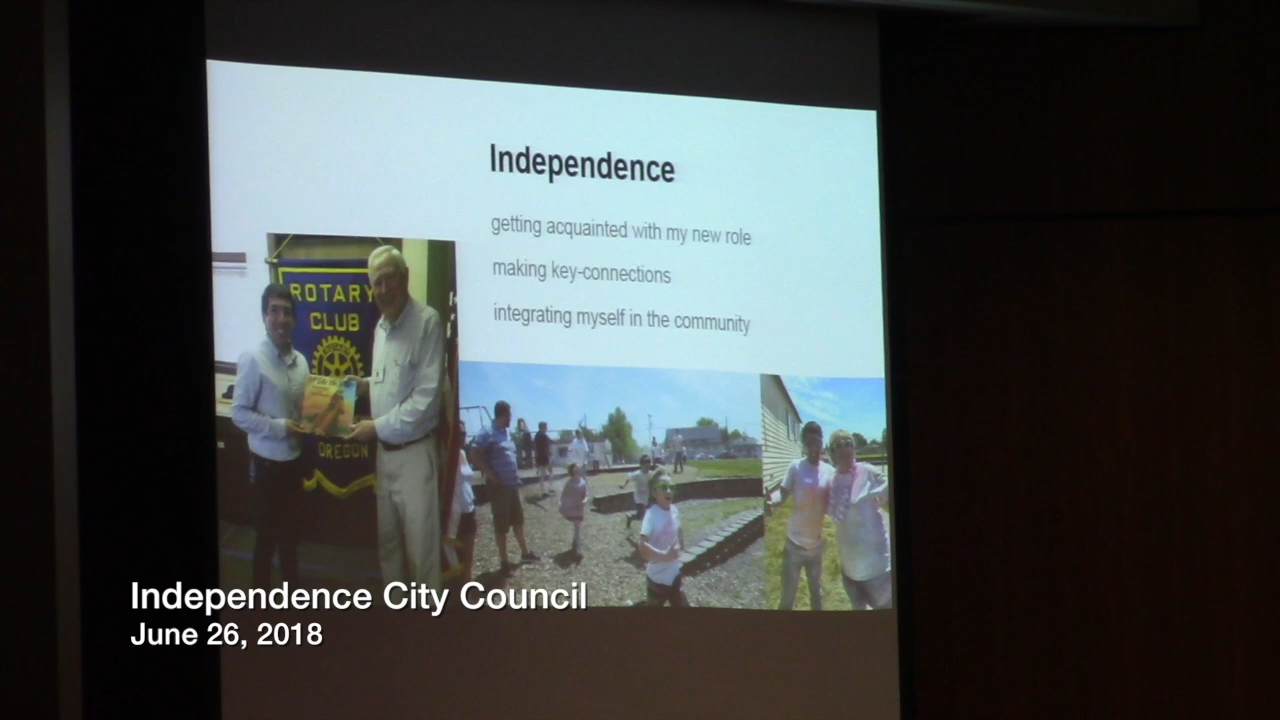 Independence
getting acquainted with my new role
making key-connections
integrating myself in the community
ROTARY
CLUB
OREGON
Independence City Council
June 26, 2018